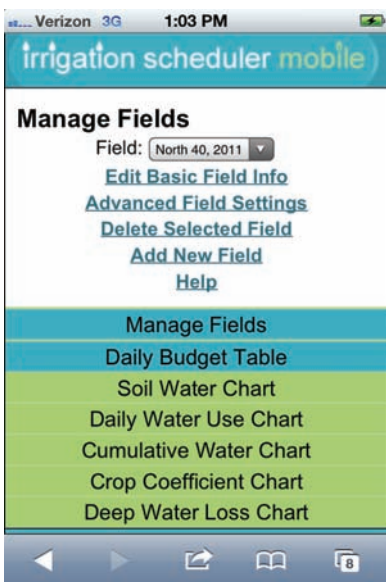 Verizon 3G 1:03 PM
irrigation scheduler mobile
Manage Fields
Field: North 40, 2011
Edit Basic Field Info
Advanced Field Settings
Delete Selected Field
Add New Field
Help
Manage Fields
Daily Budget Table
Soil Water Chart
Daily Water Use Chart
Cumulative Water Chart
Crop Coefficient Chart
Deep Water Loss Chart
8